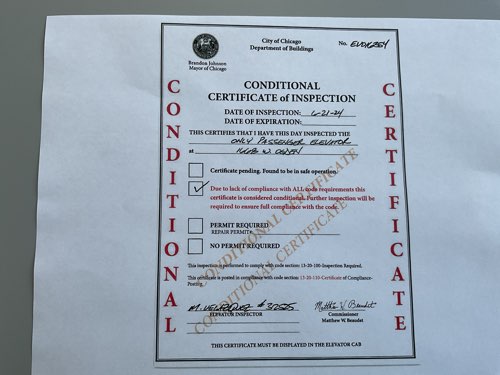 City of Chicago
Department of Buildings
No. EV016254
Brandon Johnson
Mayor of Chicago
CONDITIONAL
CERTIFICATE of INSPECTION
DATE OF INSPECTION: 6-21-24
DATE OF EXPIRATION:
THIS CERTIFIES THAT I HAVE THIS DAY INSPECTED THE
ONLY PASSENGER ELEVATOR
at W. OGDEN
Certificate pending. Found to be in safe operation.
Due to lack of compliance with ALL code requirements this
certificate is considered conditional. Further inspection will be
required to ensure full compliance with the code.
PERMIT REQUIRED
REPAIR PERMIT#
NO PERMIT REQUIRED
This inspection is performed to comply with code section: 13-20-100-Inspection Required.
This certificate is posted in compliance with code section: 13-20-110-Certificate of Compliance-
Posting.
ELEVATOR INSPECTOR
Matthew W. Beaudet
Commissioner
Matthew W. Beaudet
THIS CERTIFICATE MUST BE DISPLAYED IN THE ELEVATOR CAB
CONDITIONAL
CERTIFICATE
CONDITIONAL CERTIFICATE
CONDITIONAL CERTIFICATE